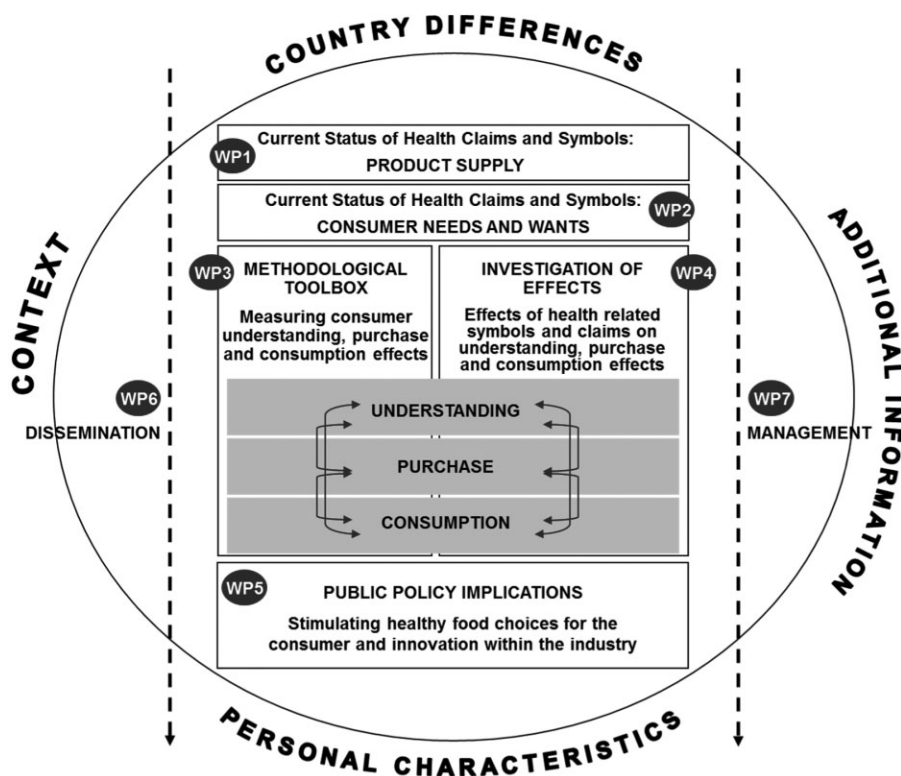 COUNTRY DIFFERENCES
WP1
Current Status of Health Claims and Symbols:
PRODUCT SUPPLY
Current Status of Health Claims and Symbols:
WP2
CONSUMER NEEDS AND WANTS
CONTEXT
WP3
METHODOLOGICAL
TOOLBOX
Measuring consumer
understanding, purchase
and consumption effects
INVESTIGATION OF
EFFECTS
WP4
Effects of health related
symbols and claims on
understanding, purchase
and consumption effects
ADDITIONAL INFORMATION
WP6
DISSEMINATION
UNDERSTANDING
PURCHASE
CONSUMPTION
WP7
MANAGEMENT
WP5
PUBLIC POLICY IMPLICATIONS
Stimulating healthy food choices for the
consumer and innovation within the industry
PERSONAL CHARACTERISTICS